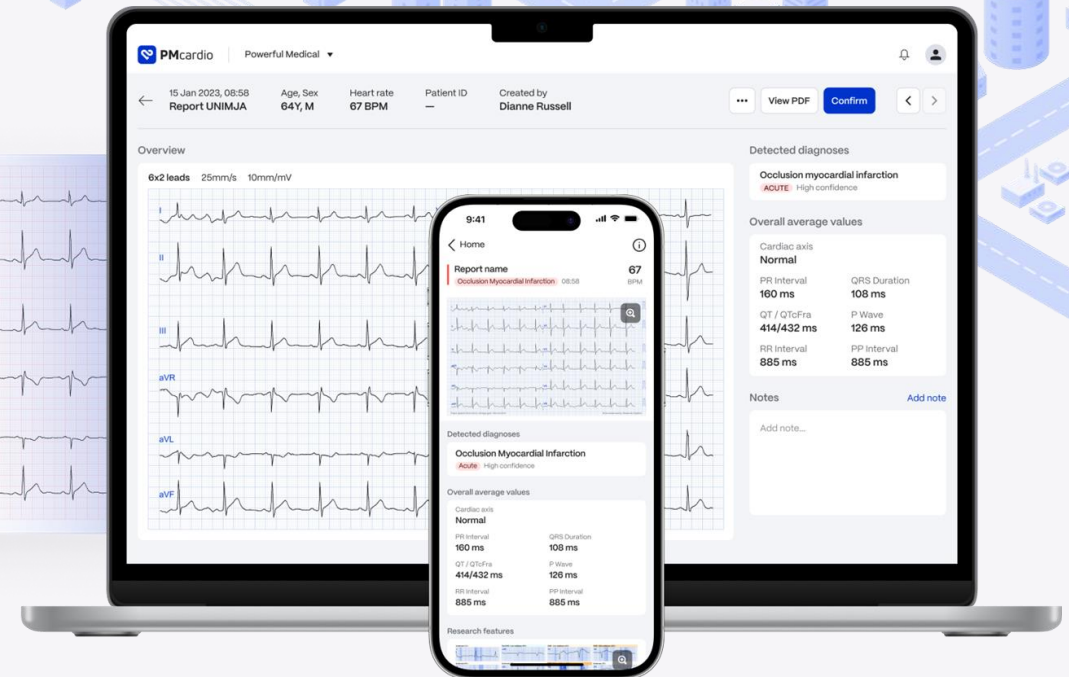 PMcardio
Powerful Medical
15 Jan 2023, 08:58
Report UNIMJA
Age, Sex
64Y, M
Heart rate
67 BPM
Patient ID
—
Created by
Dianne Russell
View PDF
Confirm
Overview
6x2 leads 25mm/s 10mm/mV
I
II
III
aVR
aVL
aVF
Detected diagnoses
Occlusion myocardial infarction
ACUTE High confidence
Overall average values
Cardiac axis
Normal
PR Interval
160 ms
QRS Duration
108 ms
QT / QTcFra
414/432 ms
P Wave
126 ms
RR Interval
885 ms
PP Interval
885 ms
Notes
Add note
Add note...
9:41
Home
Report name
67
Occlusion Myocardial Infarction 08:58
BPM
Detected diagnoses
Occlusion Myocardial Infarction
Acute High confidence
Overall average values
Cardiac axis
Normal
PR Interval
160 ms
QRS Duration
108 ms
QT / QTcFra
414/432 ms
P Wave
126 ms
RR Interval
885 ms
PP Interval
885 ms
Research features